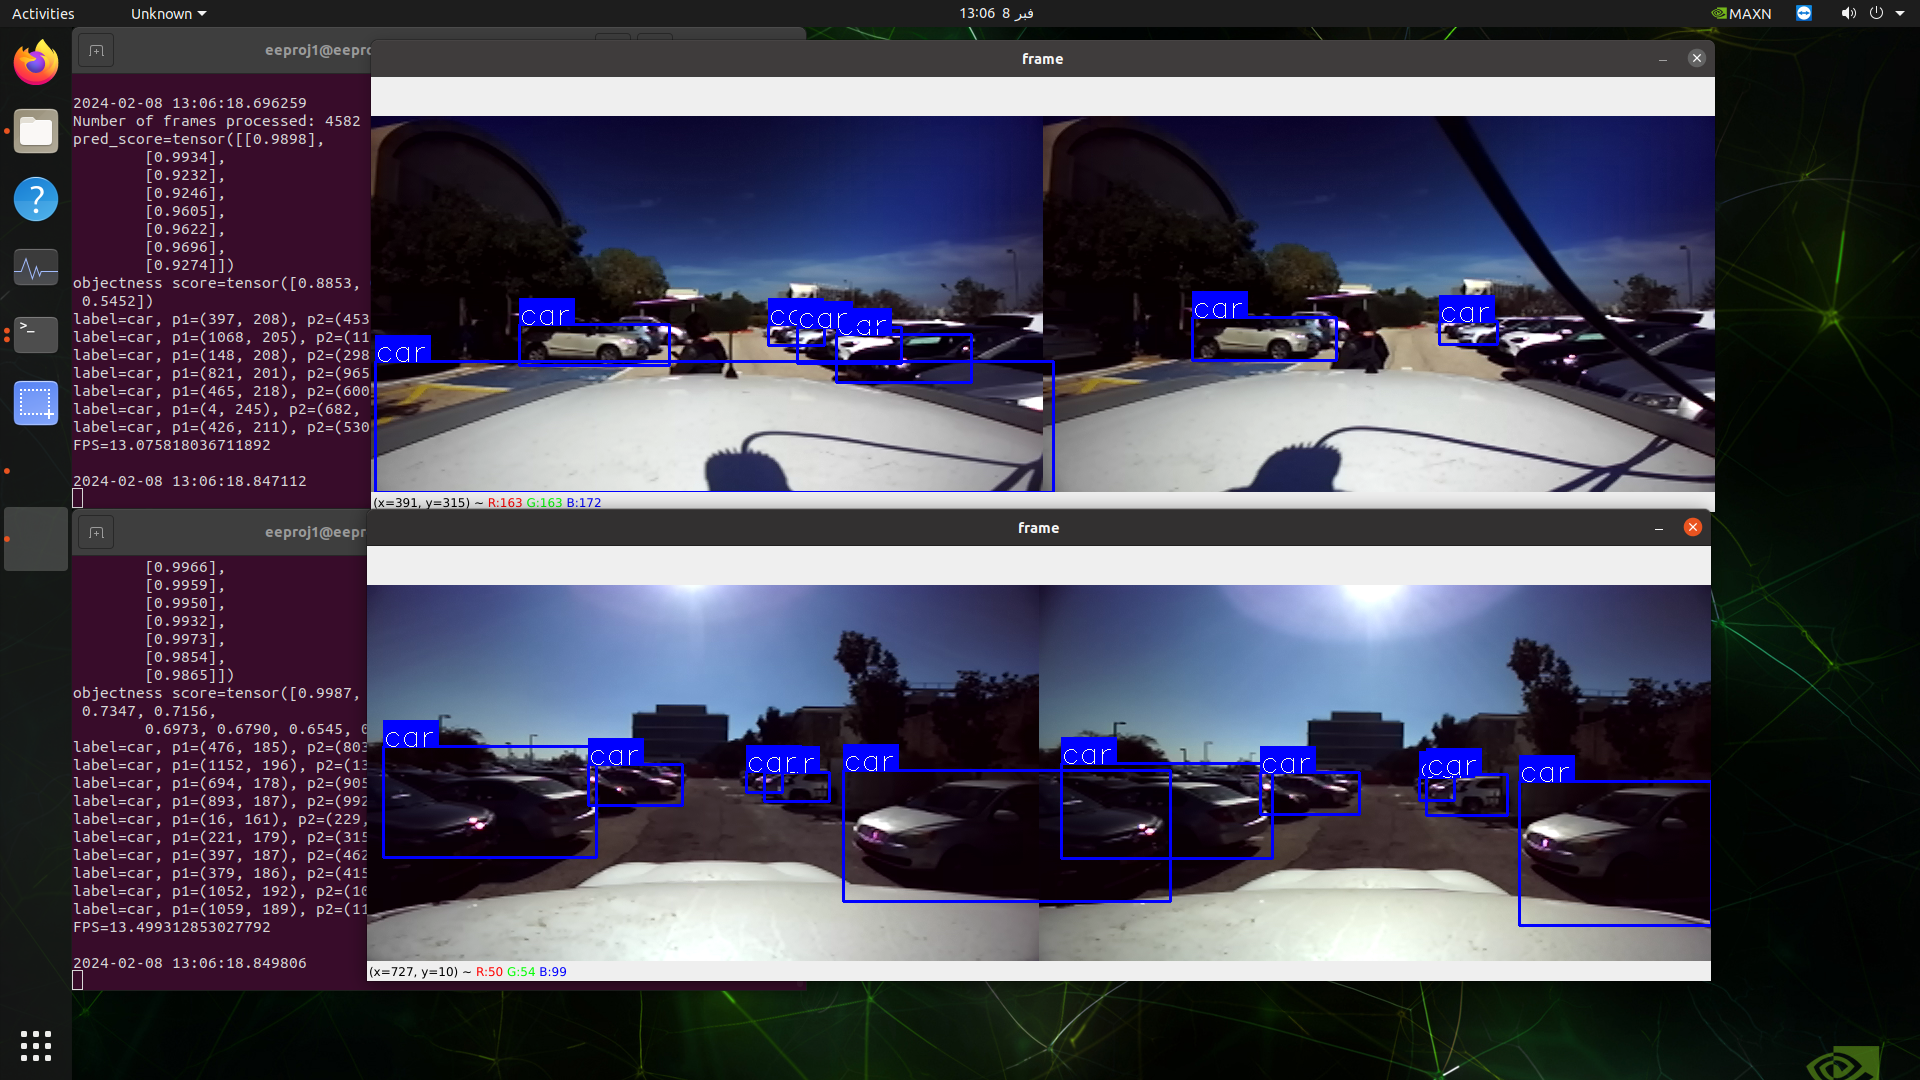 Activities
Unknown
13:06 8 فبر
MAXN
eeproj1@eepro
2024-02-08 13:06:18.696259
Number of frames processed: 4582
pred_score=tensor([[0.9898],
[0.9934],
[0.9232],
[0.9246],
[0.9605],
[0.9622],
[0.9696],
[0.9274]])
objectness score=tensor([0.8853,
0.5452])
label=car, p1=(397, 208), p2=(453
label=car, p1=(1068, 205), p2=(11
label=car, p1=(148, 208), p2=(298
label=car, p1=(821, 201), p2=(965
label=car, p1=(465, 218), p2=(600
label=car, p1=(4, 245), p2=(682,
label=car, p1=(426, 211), p2=(530
FPS=13.075818036711892
2024-02-08 13:06:18.847112
frame
car
car
car
car
car
car
(x=391, y=315) ~ R:163 G:163 B:172
eeproj1@eepr
[0.9966],
[0.9959],
[0.9950],
[0.9932],
[0.9973],
[0.9854],
[0.9865]])
objectness score=tensor([0.9987,
0.7347, 0.7156,
0.6973, 0.6790, 0.6545, 0
label=car, p1=(476, 185), p2=(803
label=car, p1=(1152, 196), p2=(13
label=car, p1=(694, 178), p2=(905
label=car, p1=(893, 187), p2=(992
label=car, p1=(16, 161), p2=(229,
label=car, p1=(221, 179), p2=(315
label=car, p1=(397, 187), p2=(462
label=car, p1=(379, 186), p2=(415
label=car, p1=(1052, 192), p2=(10
label=car, p1=(1059, 189), p2=(11
FPS=13.499312853027792
2024-02-08 13:06:18.849806
frame
car
car
car
car
car
car
car
car
(x=727, y=10) ~ R:50 G:54 B:99